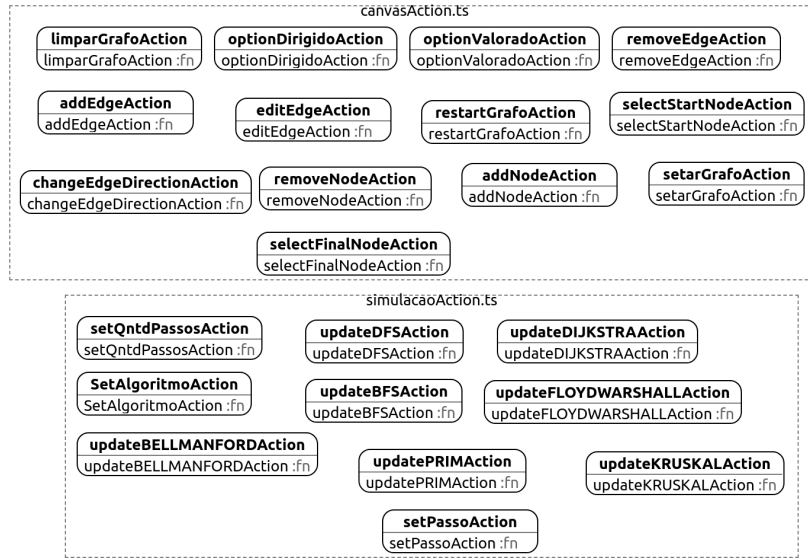 canvasAction.ts
limparGrafoAction
limparGrafoAction :fn
optionDirigidoAction
optionDirigidoAction :fn
optionValoradoAction
optionValoradoAction :fn
removeEdgeAction
removeEdgeAction :fn
addEdgeAction
addEdgeAction :fn
editEdgeAction
editEdgeAction :fn
restartGrafoAction
restartGrafoAction :fn
selectStartNodeAction
selectStartNodeAction :fn
changeEdgeDirectionAction
changeEdgeDirectionAction :fn
removeNodeAction
removeNodeAction :fn
addNodeAction
addNodeAction :fn
setarGrafoAction
setarGrafoAction :fn
selectFinalNodeAction
selectFinalNodeAction :fn
simulacaoAction.ts
setQntdPassosAction
setQntdPassosAction :fn
updateDFSAction
updateDFSAction :fn
updateDIJKSTRAAction
updateDIJKSTRAAction :fn
SetAlgoritmoAction
SetAlgoritmoAction :fn
updateBFSAction
updateBFSAction :fn
updateFLOYDWARSHALLAction
updateFLOYDWARSHALLAction :fn
updateBELLMANFORDAction
updateBELLMANFORDAction :fn
updatePRIMAction
updatePRIMAction :fn
updateKRUSKALAction
updateKRUSKALAction :fn
setPassoAction
setPassoAction :fn